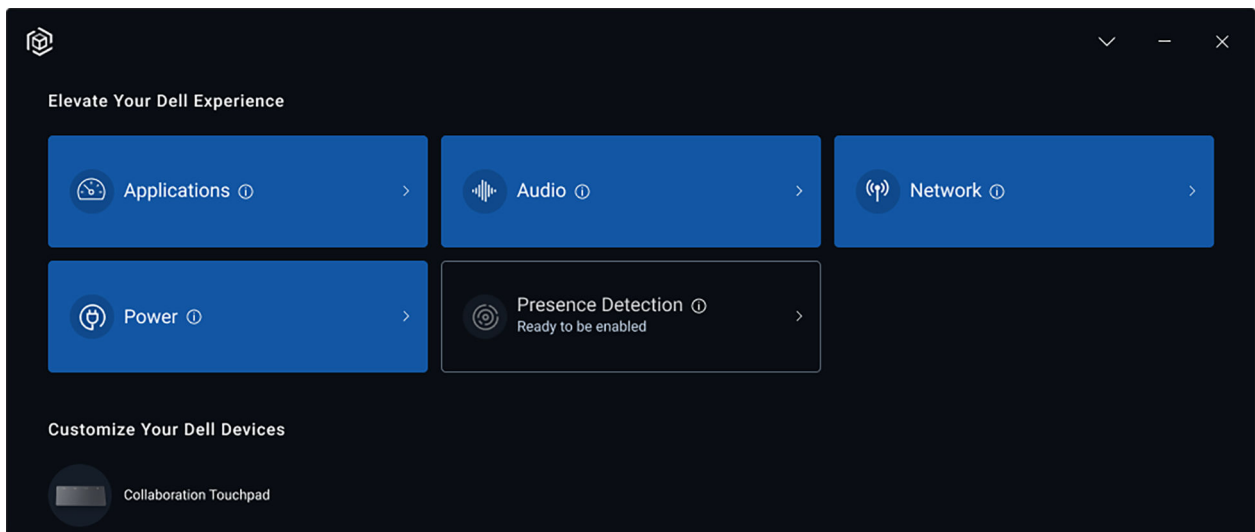 Elevate Your Dell Experience
Applications
Audio
Network
Power
Presence Detection
Ready to be enabled
Customize Your Dell Devices
Collaboration Touchpad